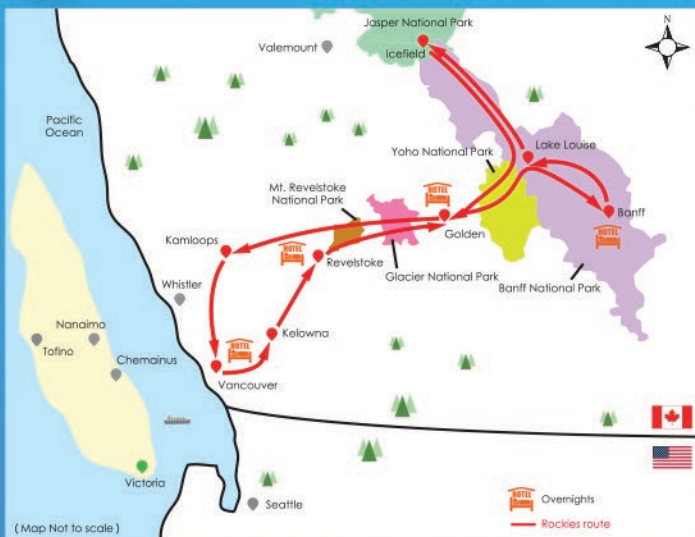 Jasper National Park
Icefield
Valemount
Pacific
Ocean
Lake Louise
Yoho National Park
Mt. Revelstoke
National Park
HOTEL
Banff
HOTEL
Golden
Kamloops
HOTEL
Revelstoke
Glacier National Park
Banff National Park
Whistler
Nanaimo
Kelowna
Tofino
Chemainus
HOTEL
Vancouver
Victoria
Seattle
HOTEL
Overnights
Rockies route
( Map Not to scale )